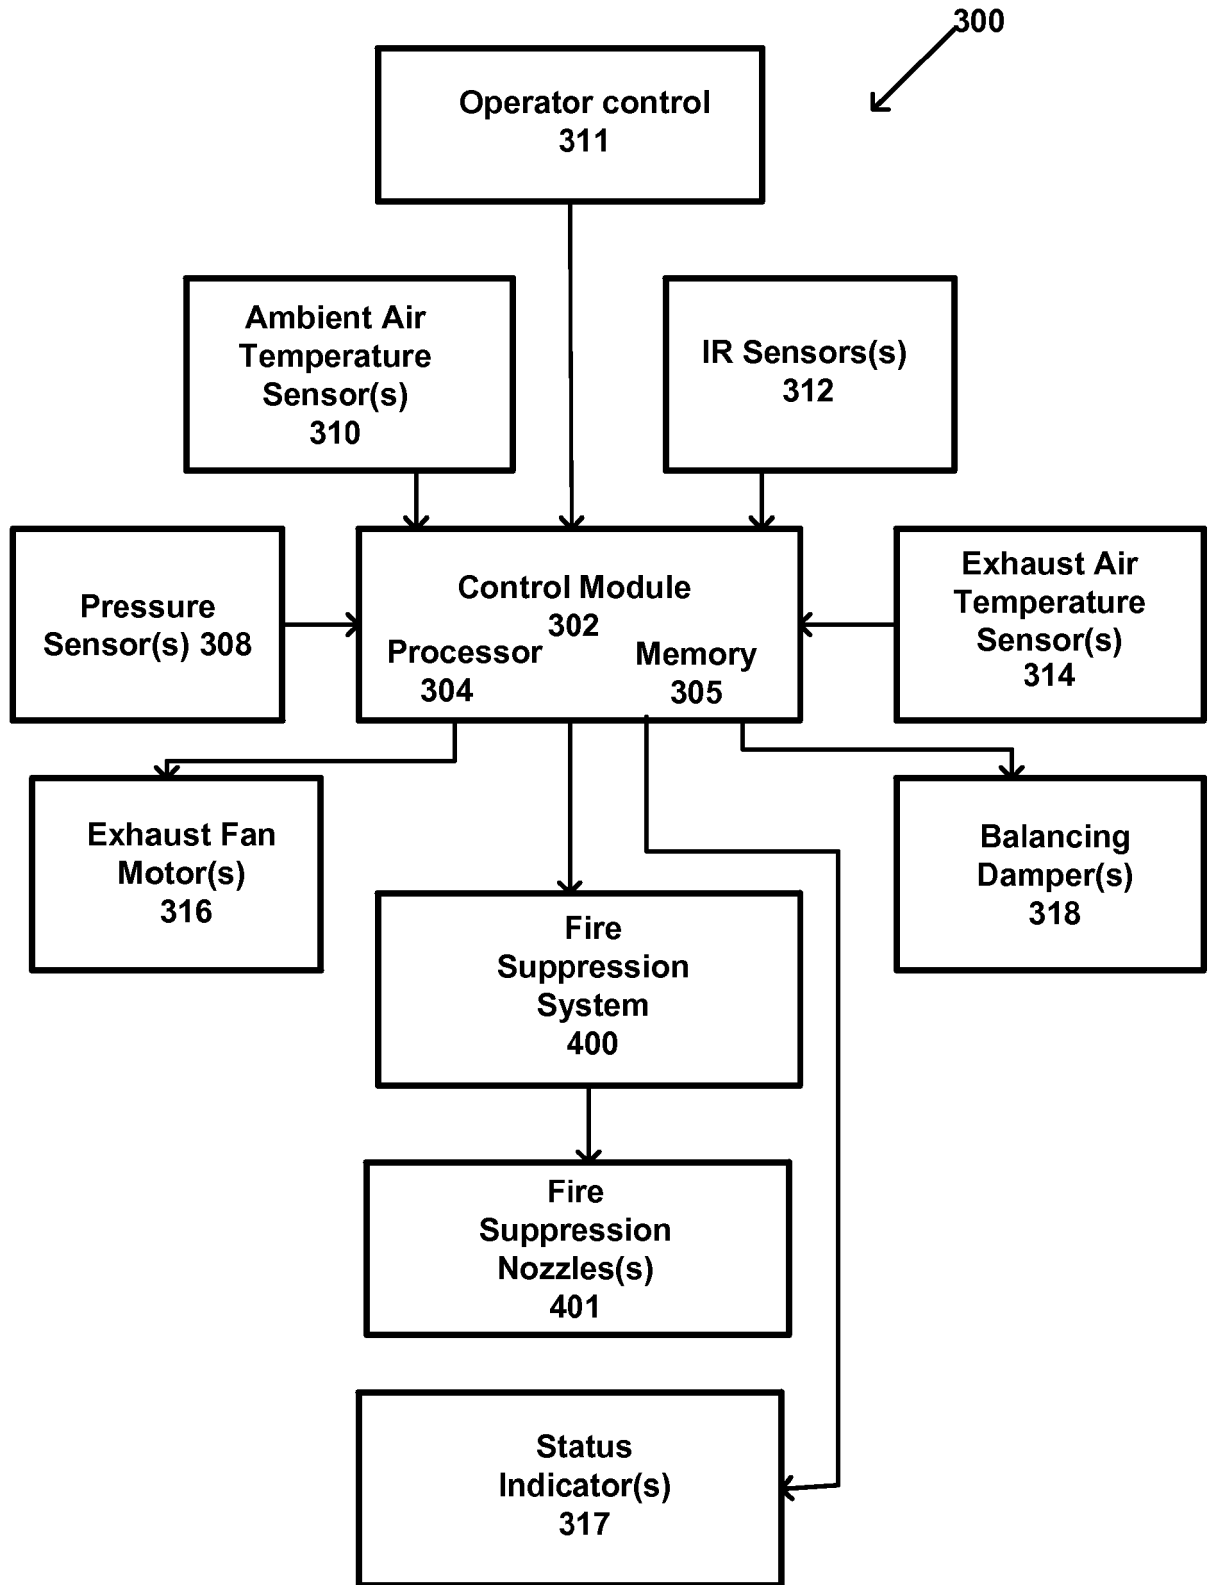 300
Operator control
311
Ambient Air
Temperature
Sensor(s)
310
IR Sensors(s)
312
Pressure
Sensor(s) 308
Control Module
302
Processor
304
Memory
305
Exhaust Air
Temperature
Sensor(s)
314
Exhaust Fan
Motor(s)
316
Balancing
Damper(s)
318
Fire
Suppression
System
400
Fire
Suppression
Nozzles(s)
401
Status
Indicator(s)
317